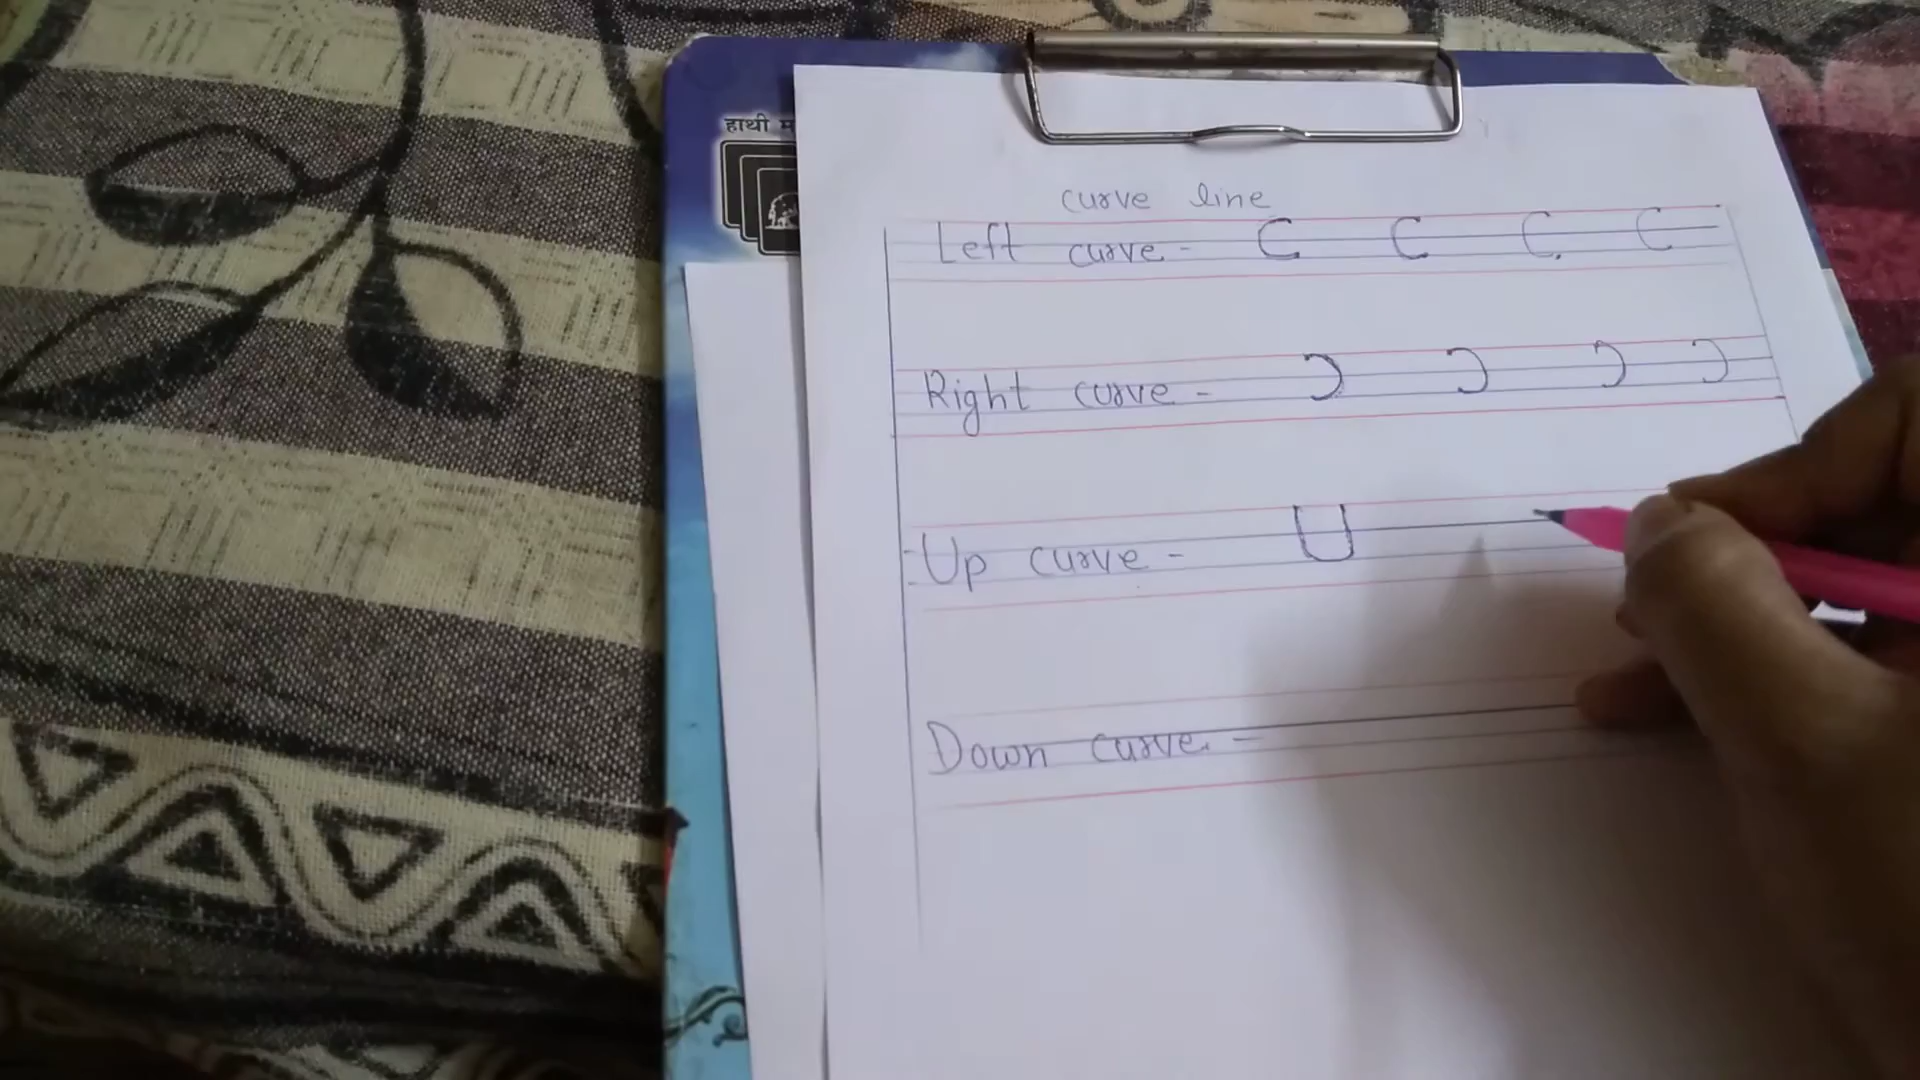 हाथी
curve line
Left curve - C C C C
Right curve - Ɔ Ɔ Ɔ Ɔ
Up curve - U
Down curve -